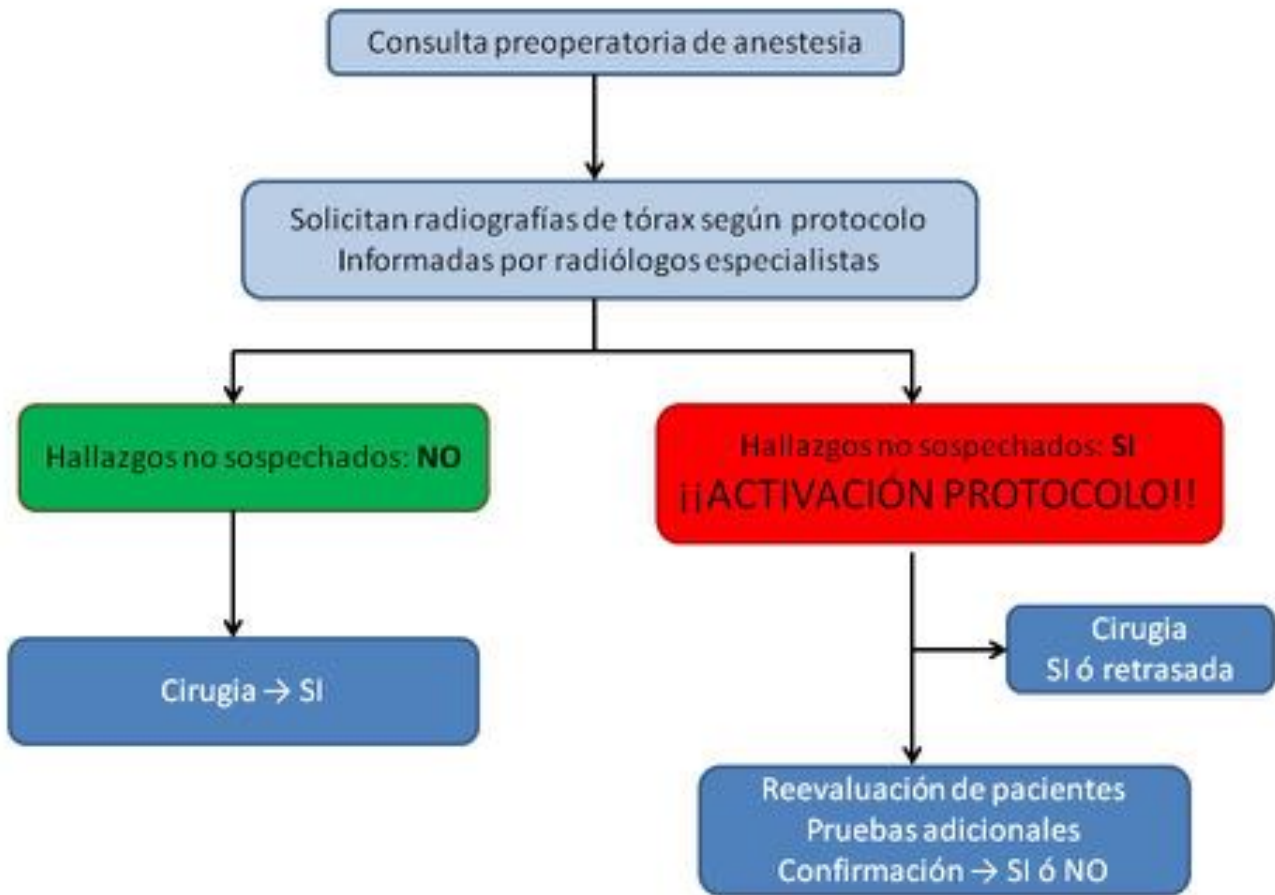 Consulta preoperatoria de anestesia
Solicitan radiografías de tórax según protocolo
Informadas por radiólogos especialistas
Hallazgos no sospechados: NO
Hallazgos no sospechados: SI
¡¡ACTIVACIÓN PROTOCOLO!!
Cirugia → SI
Cirugia
SI ó retrasada
Reevaluación de pacientes
Pruebas adicionales
Confirmación → SI ó NO